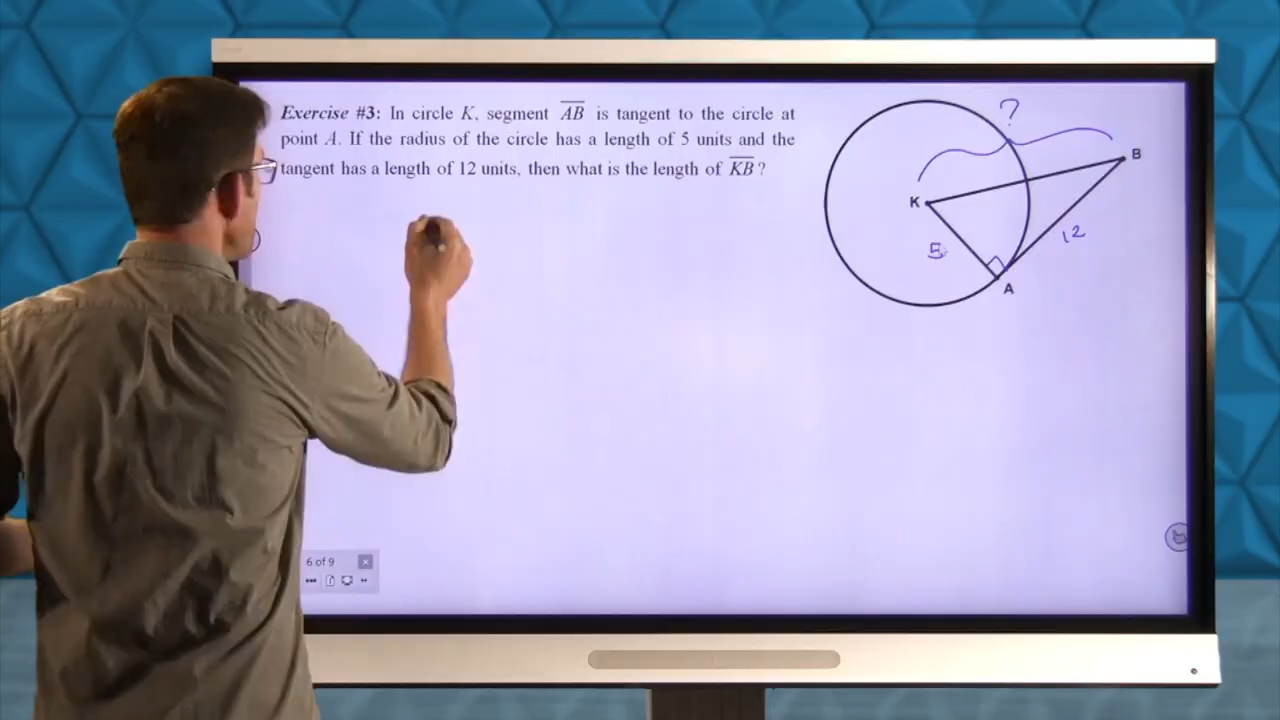 Exercise #3: In circle K, segment AB is tangent to the circle at
point A. If the radius of the circle has a length of 5 units and the
tangent has a length of 12 units, then what is the length of KB?
?
B
K
12
5
A
6 of 9